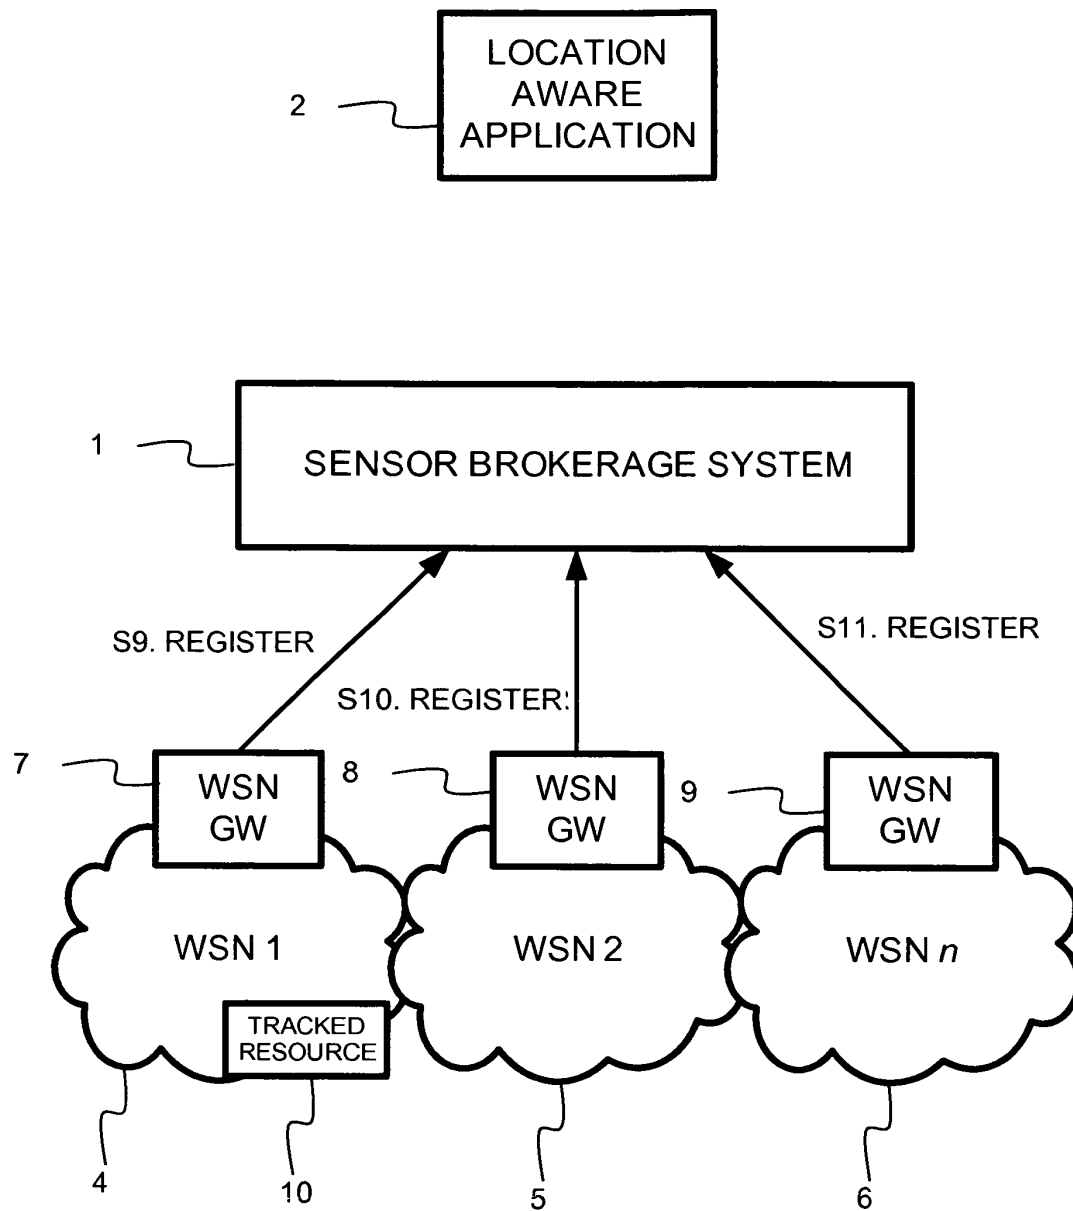 LOCATION
AWARE
APPLICATION
2
1
SENSOR BROKERAGE SYSTEM
S9. REGISTER
S10. REGISTER
S11. REGISTER
7
WSN
GW
8
WSN
GW
9
WSN
GW
WSN 1
WSN 2
WSN n
TRACKED
RESOURCE
4
10
5
6